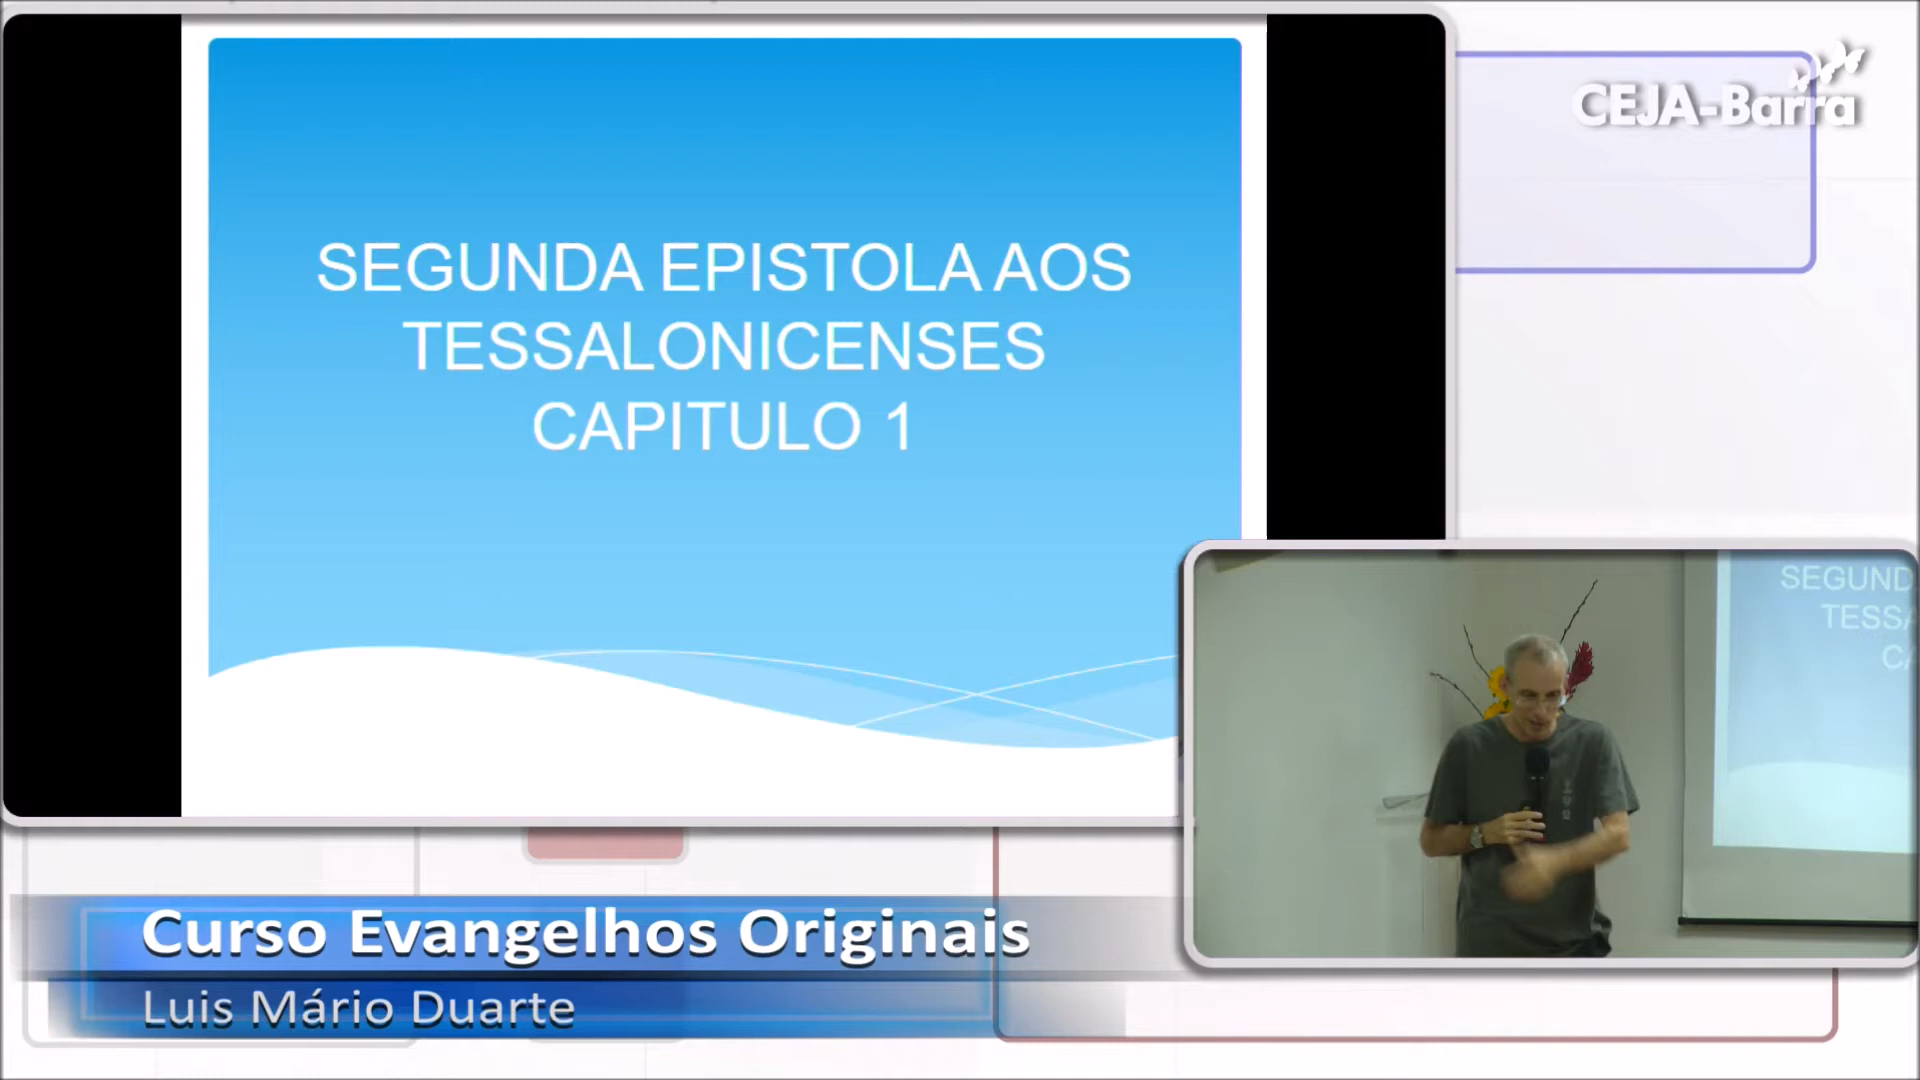 CEJA-Barra
SEGUNDA EPISTOLA AOS
TESSALONICENSES
CAPITULO 1
SEGUND
TESSA
CA
Curso Evangelhos Originais
Luis Mário Duarte